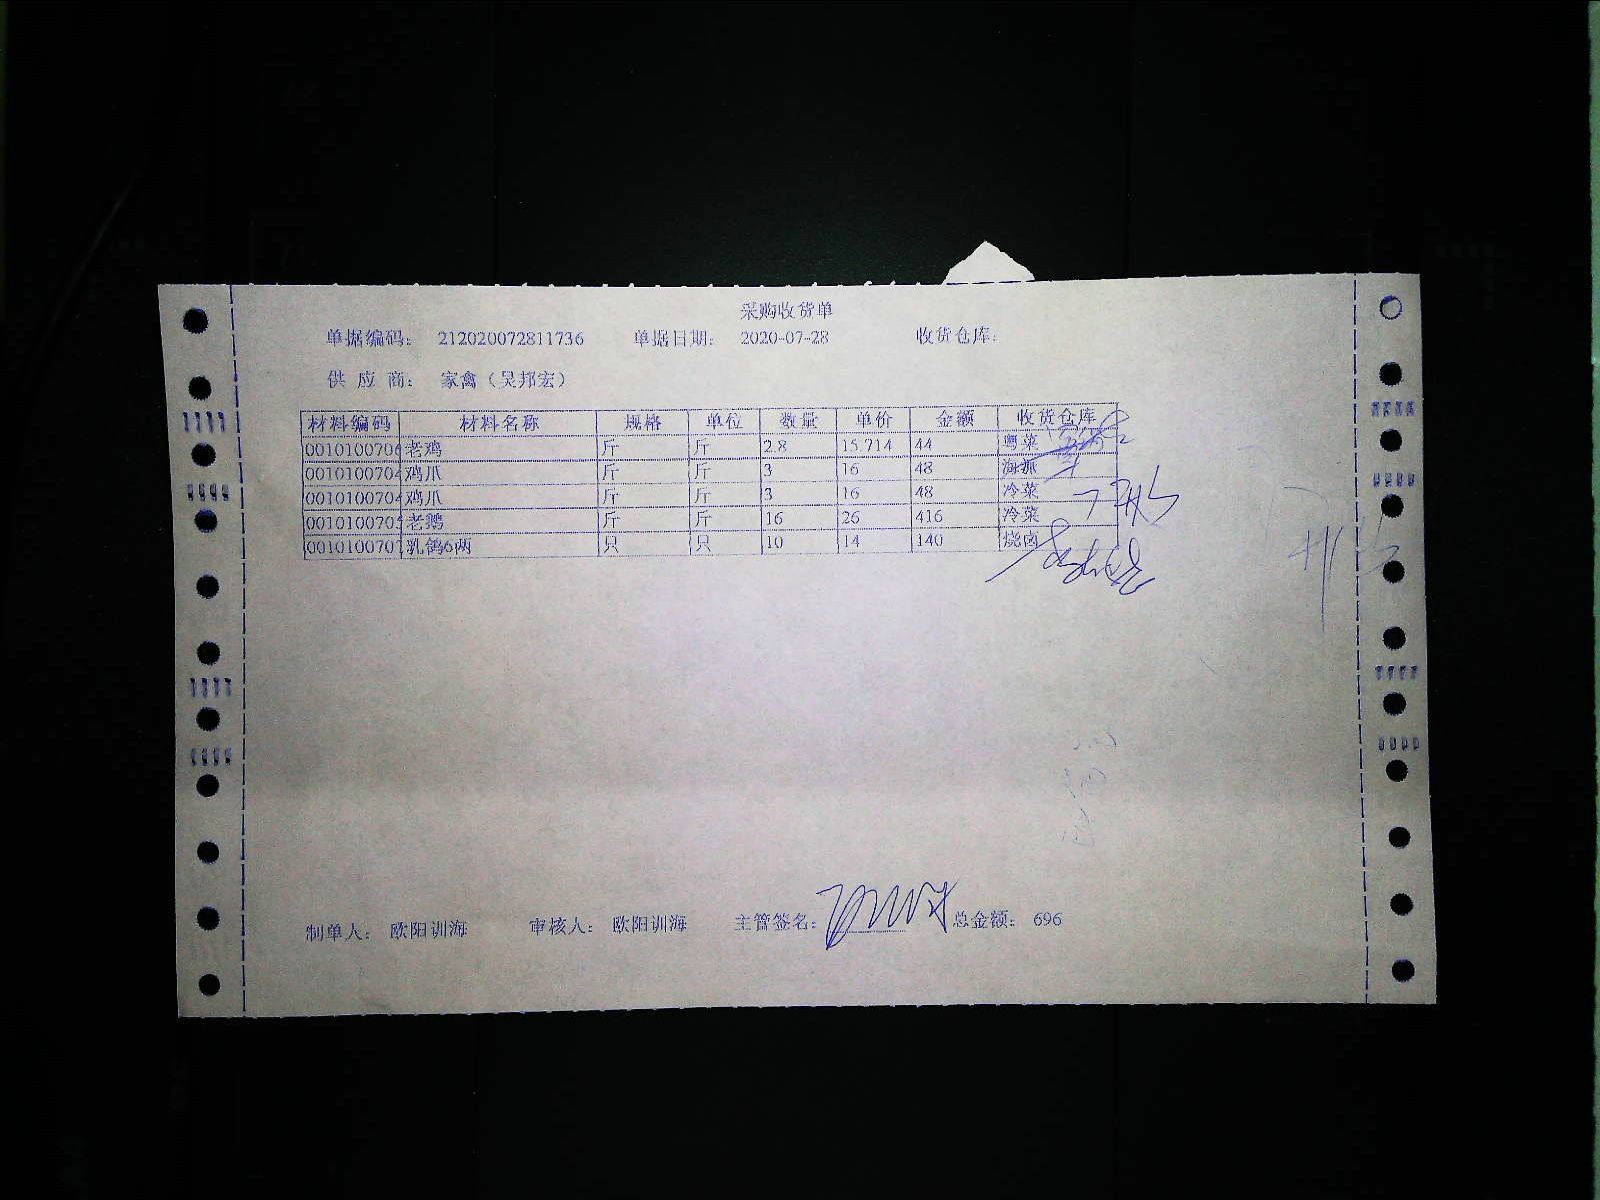 采购收货单
单据编码： 212020072811736 单据日期： 2020-07-28 收货仓库：
供 应 商： 家禽（吴邦宏）
材料编码 材料名称 规格 单位 数量 单价 金额 收货仓库
0010100706 老鸡 斤 斤 2.8 15.714 44 粤菜
001010070 鸡爪 斤 斤 3 16 48 海派
001010070 鸡爪 斤 斤 3 16 48 冷菜
001010070 老鹅 斤 斤 16 26 416 冷菜
001010070 乳鸽6两 只 只 10 14 140 烧卤
制单人： 欧阳训海 审核人： 欧阳训海 主管签名： 总金额： 696